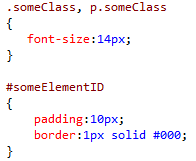 .someClass, p.someClass
{
font-size:14px;
}
#someElementID
{
padding:10px;
border:1px solid #000;
}